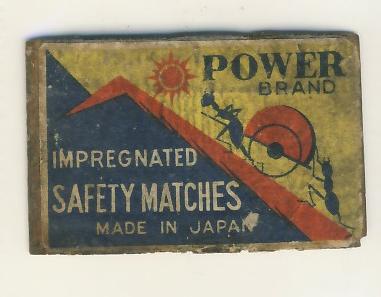 POWER
BRAND
IMPREGNATED
SAFETY MATCHES
MADE IN JAPAN